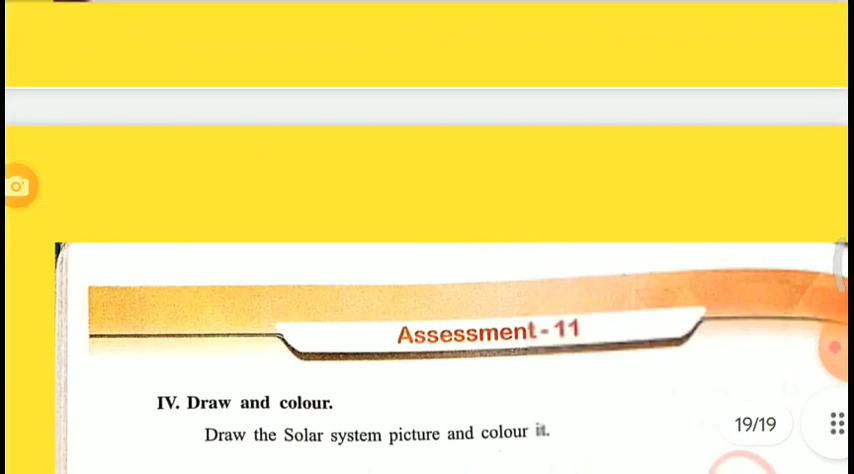 Assessment-11
IV. Draw and colour.
Draw the Solar system picture and colour it.
19/19